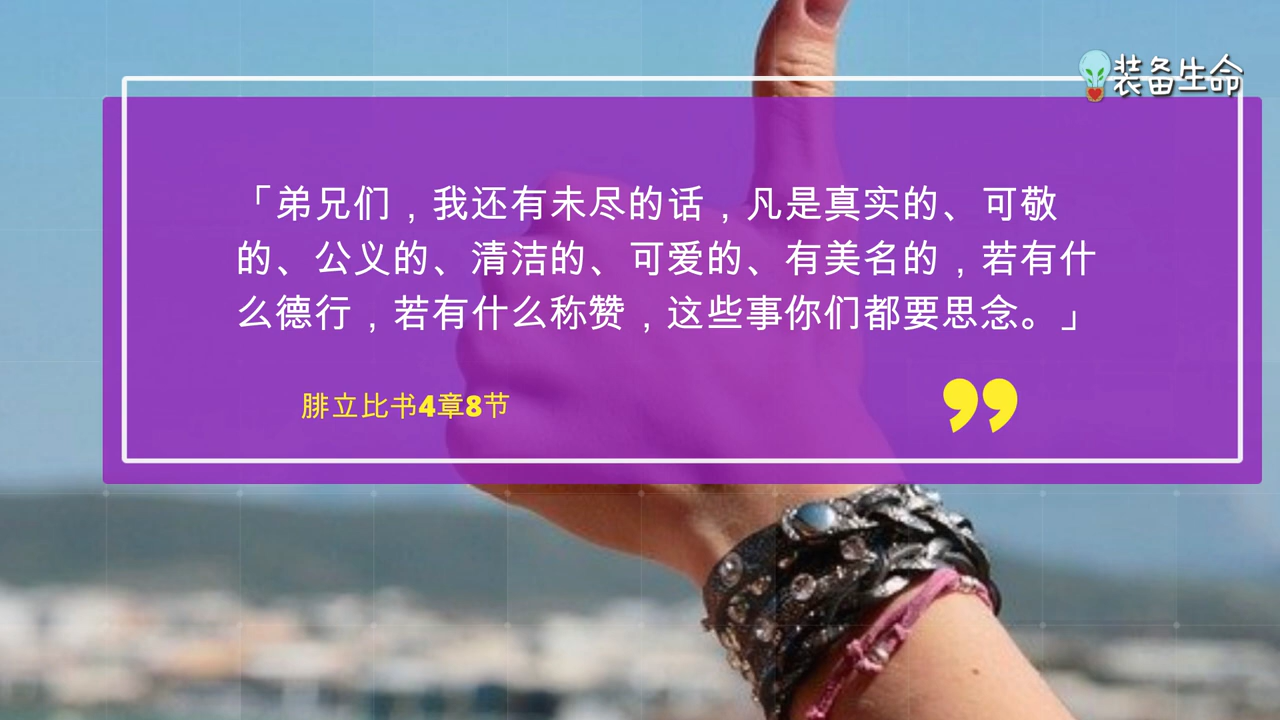 装备生命
「弟兄们，我还有未尽的话，凡是真实的、可敬
的、公义的、清洁的、可爱的、有美名的，若有什
么德行，若有什么称赞，这些事你们都要思念。」
腓立比书4章8节